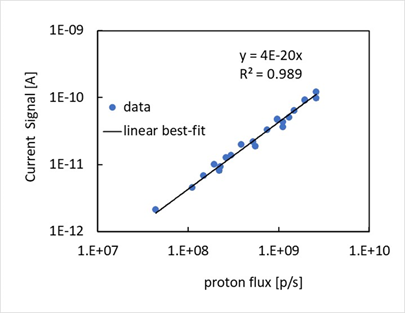 1E-09
y = 4E-20x
R² = 0.989
1E-10
data
linear best-fit
1E-11
1E-12
1.E+07 1.E+08 1.E+09 1.E+10
Current Signal [A]
proton flux [p/s]